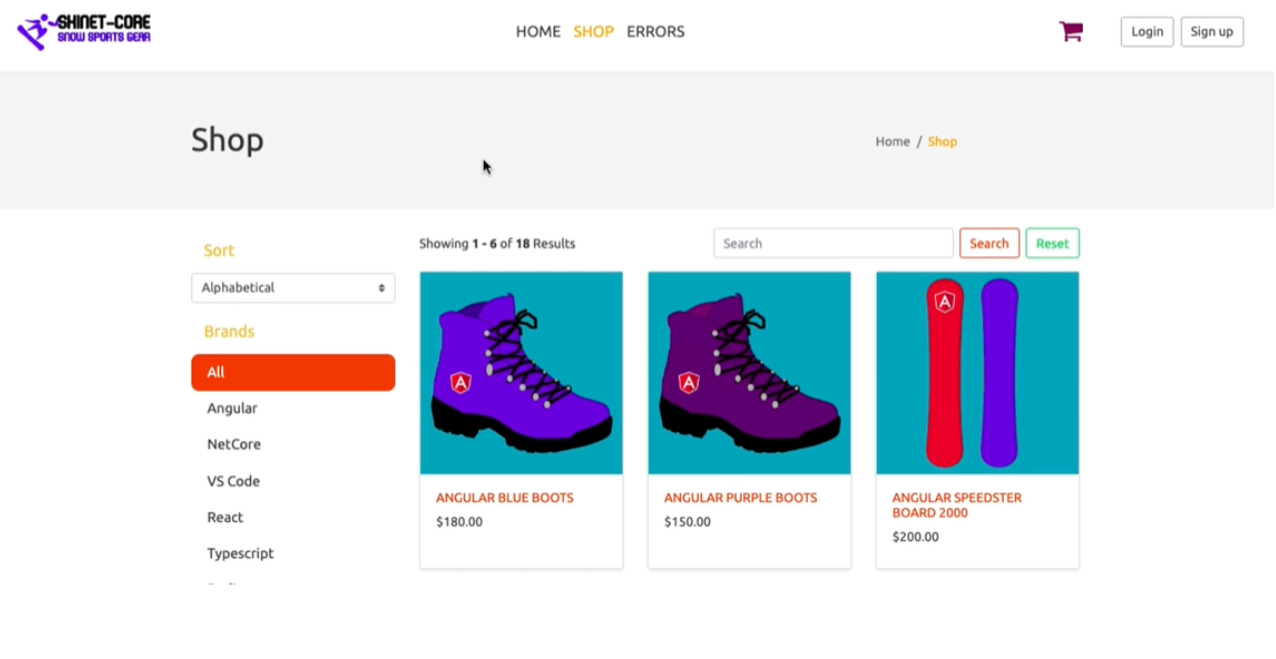 SKINET-CORE
SNOW SPORTS GEAR
HOME SHOP ERRORS
Login Sign up
Shop
Home / Shop
Sort
Alphabetical
Brands
All
Angular
NetCore
VS Code
React
Typescript
Showing 1 - 6 of 18 Results
Search Search Reset
A
A
A
ANGULAR BLUE BOOTS
$180.00
ANGULAR PURPLE BOOTS
$150.00
ANGULAR SPEEDSTER
BOARD 2000
$200.00